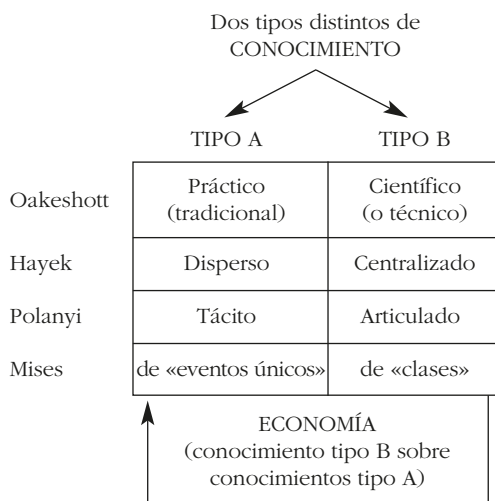 Dos tipos distintos de
CONOCIMIENTO
TIPO A TIPO B
Oakeshott Práctico (tradicional) Científico (o técnico)
Hayek Disperso Centralizado
Polanyi Tácito Articulado
Mises de «eventos únicos» de «clases»
ECONOMÍA
(conocimiento tipo B sobre
conocimientos tipo A)